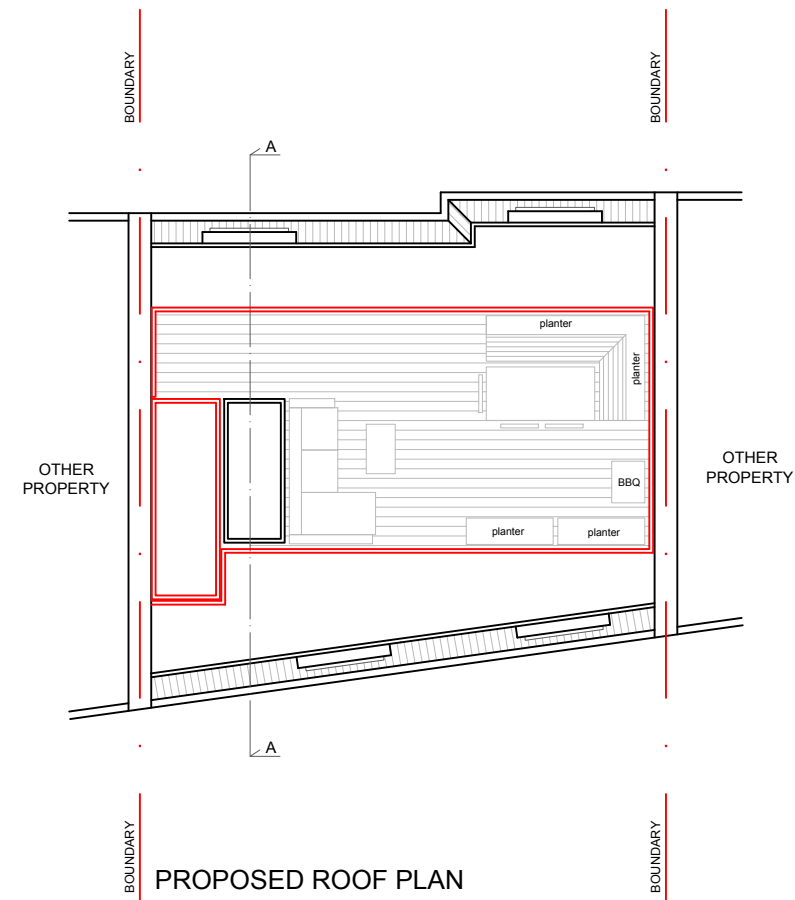 BOUNDARY
BOUNDARY
A
planter
planter
OTHER
PROPERTY
OTHER
PROPERTY
BBQ
planter
planter
A
BOUNDARY
PROPOSED ROOF PLAN
BOUNDARY